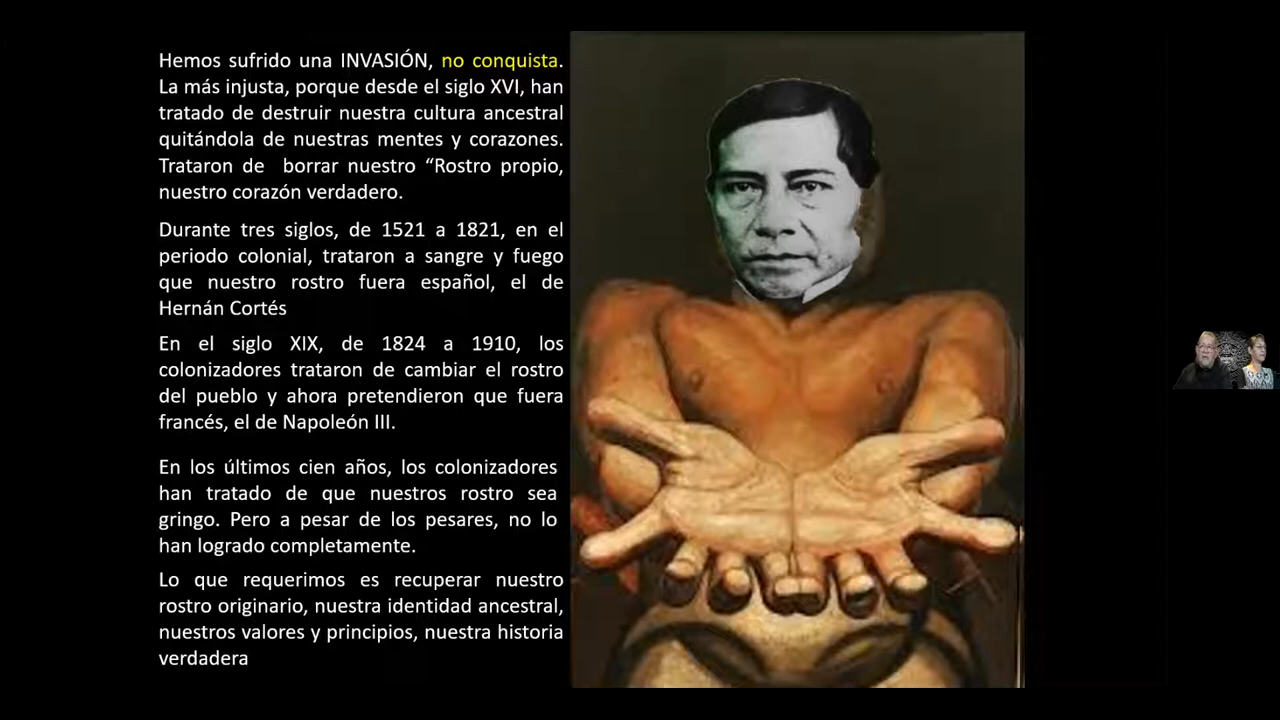 Hemos sufrido una INVASIÓN, no conquista.
La más injusta, porque desde el siglo XVI, han
tratado de destruir nuestra cultura ancestral
quitándola de nuestras mentes y corazones.
Trataron de borrar nuestro “Rostro propio,
nuestro corazón verdadero.
Durante tres siglos, de 1521 a 1821, en el
periodo colonial, trataron a sangre y fuego
que nuestro rostro fuera español, el de
Hernán Cortés
En el siglo XIX, de 1824 a 1910, los
colonizadores trataron de cambiar el rostro
del pueblo y ahora pretendieron que fuera
francés, el de Napoleón III.
En los últimos cien años, los colonizadores
han tratado de que nuestros rostro sea
gringo. Pero a pesar de los pesares, no lo
han logrado completamente.
Lo que requerimos es recuperar nuestro
rostro originario, nuestra identidad ancestral,
nuestros valores y principios, nuestra historia
verdadera